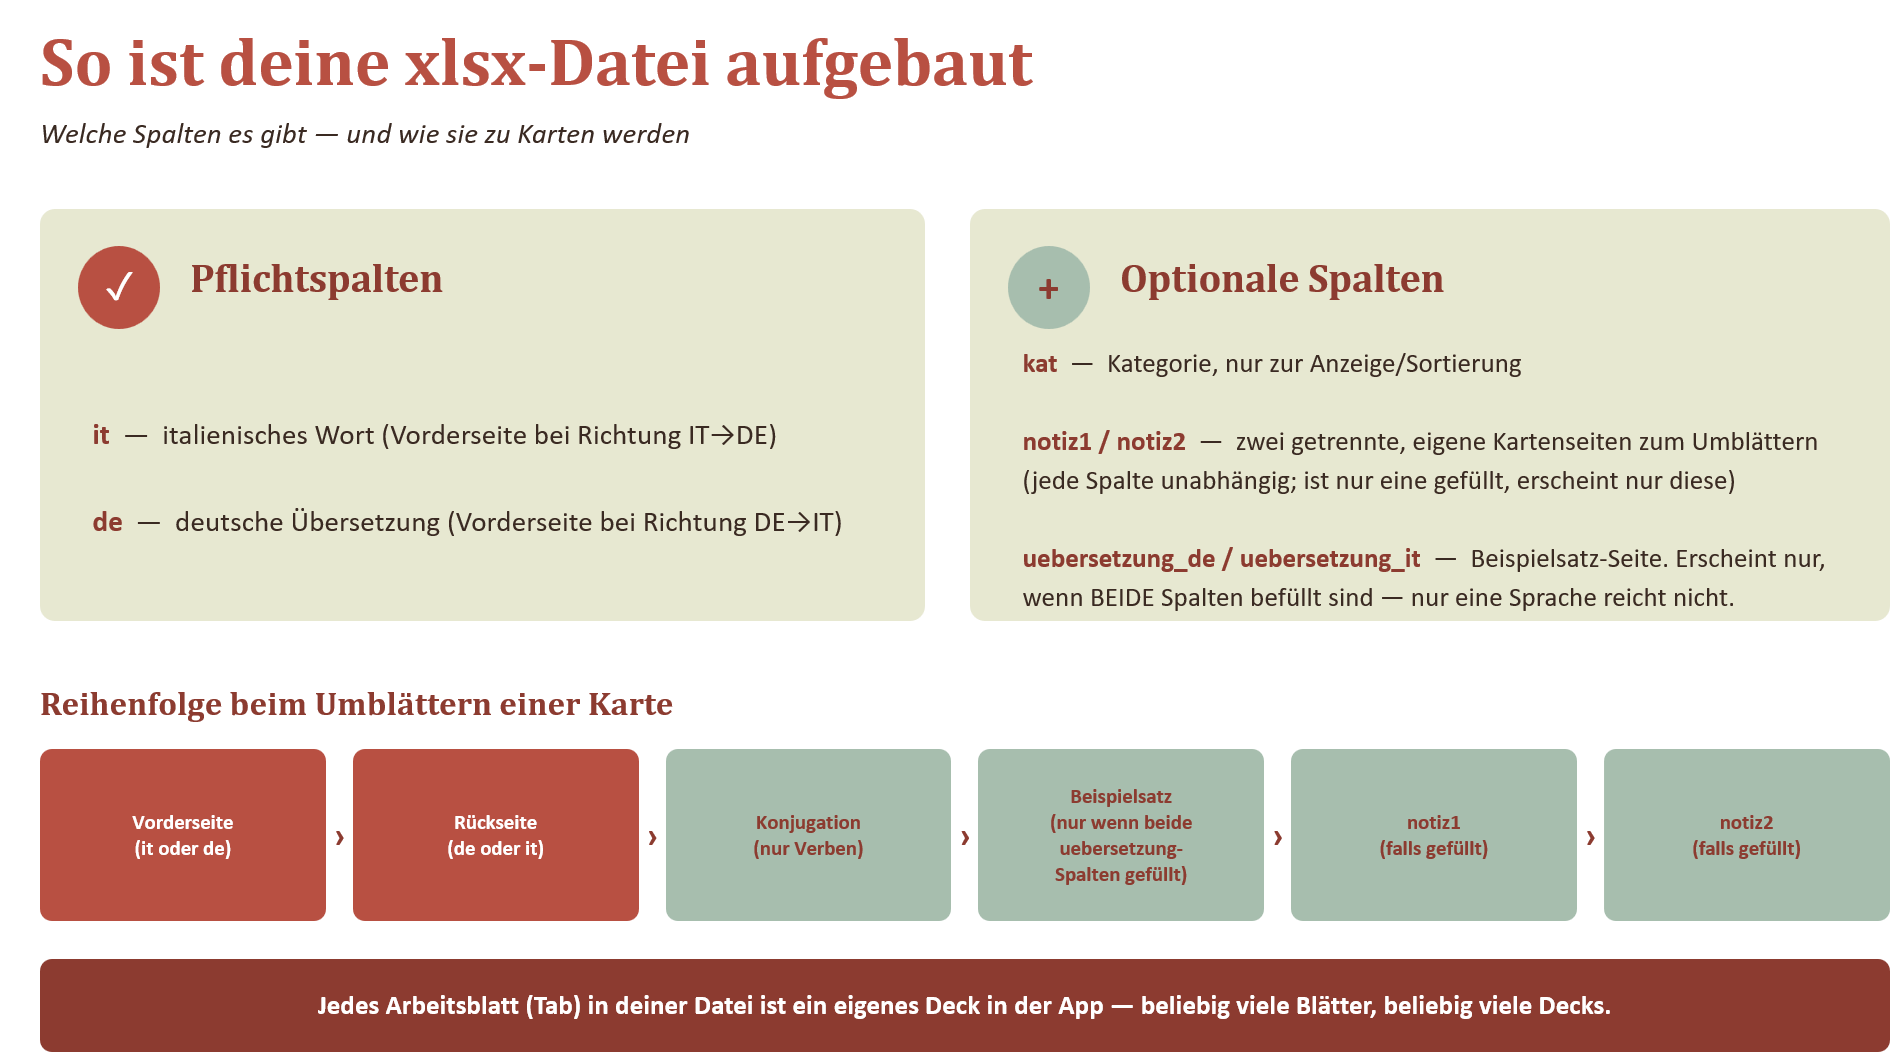 So ist deine xlsx-Datei aufgebaut
Welche Spalten es gibt — und wie sie zu Karten werden
✓ Pflichtspalten
it — italienisches Wort (Vorderseite bei Richtung IT→DE)
de — deutsche Übersetzung (Vorderseite bei Richtung DE→IT)
+ Optionale Spalten
kat — Kategorie, nur zur Anzeige/Sortierung
notiz1 / notiz2 — zwei getrennte, eigene Kartenseiten zum Umblättern
(jede Spalte unabhängig; ist nur eine gefüllt, erscheint nur diese)
uebersetzung_de / uebersetzung_it — Beispielsatz-Seite. Erscheint nur,
wenn BEIDE Spalten befüllt sind — nur eine Sprache reicht nicht.
Reihenfolge beim Umblättern einer Karte
Vorderseite
(it oder de)
›
Rückseite
(de oder it)
›
Konjugation
(nur Verben)
›
Beispielsatz
(nur wenn beide
uebersetzung-
Spalten gefüllt)
›
notiz1
(falls gefüllt)
›
notiz2
(falls gefüllt)
Jedes Arbeitsblatt (Tab) in deiner Datei ist ein eigenes Deck in der App — beliebig viele Blätter, beliebig viele Decks.